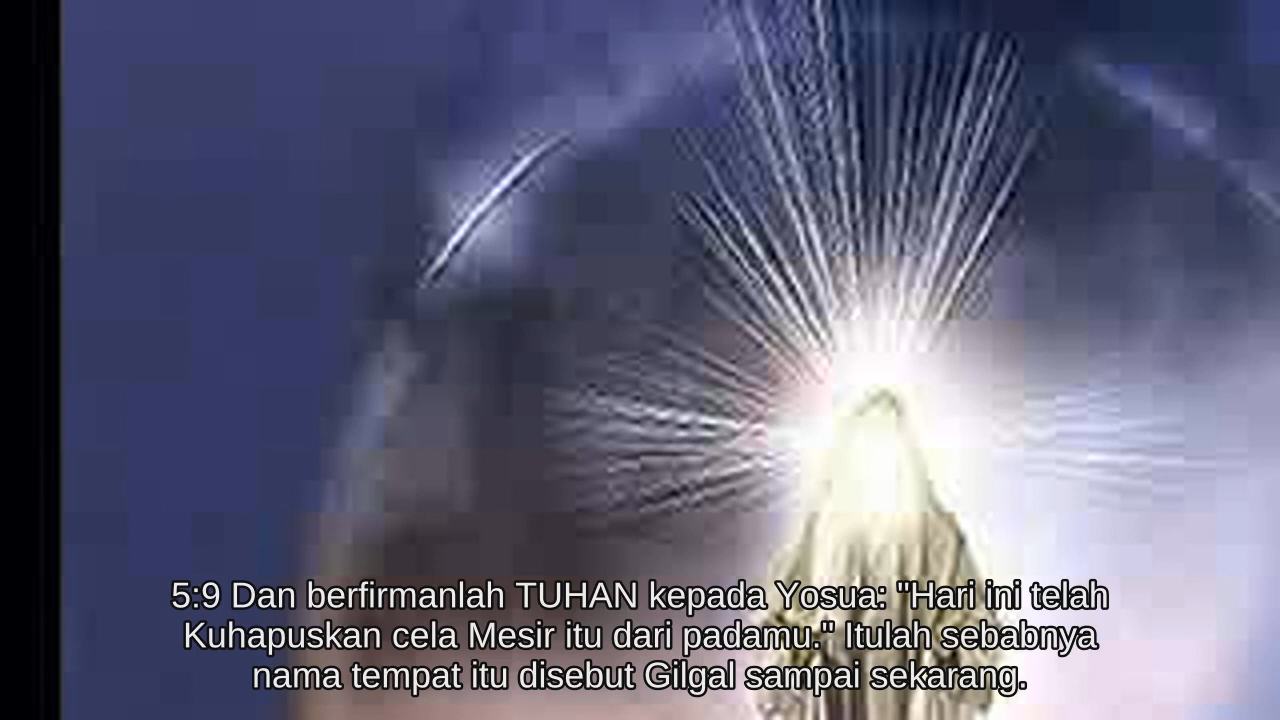 5:9 Dan berfirmanlah TUHAN kepada Yosua: "Hari ini telah
Kuhapuskan cela Mesir itu dari padamu." Itulah sebabnya
nama tempat itu disebut Gilgal sampai sekarang.